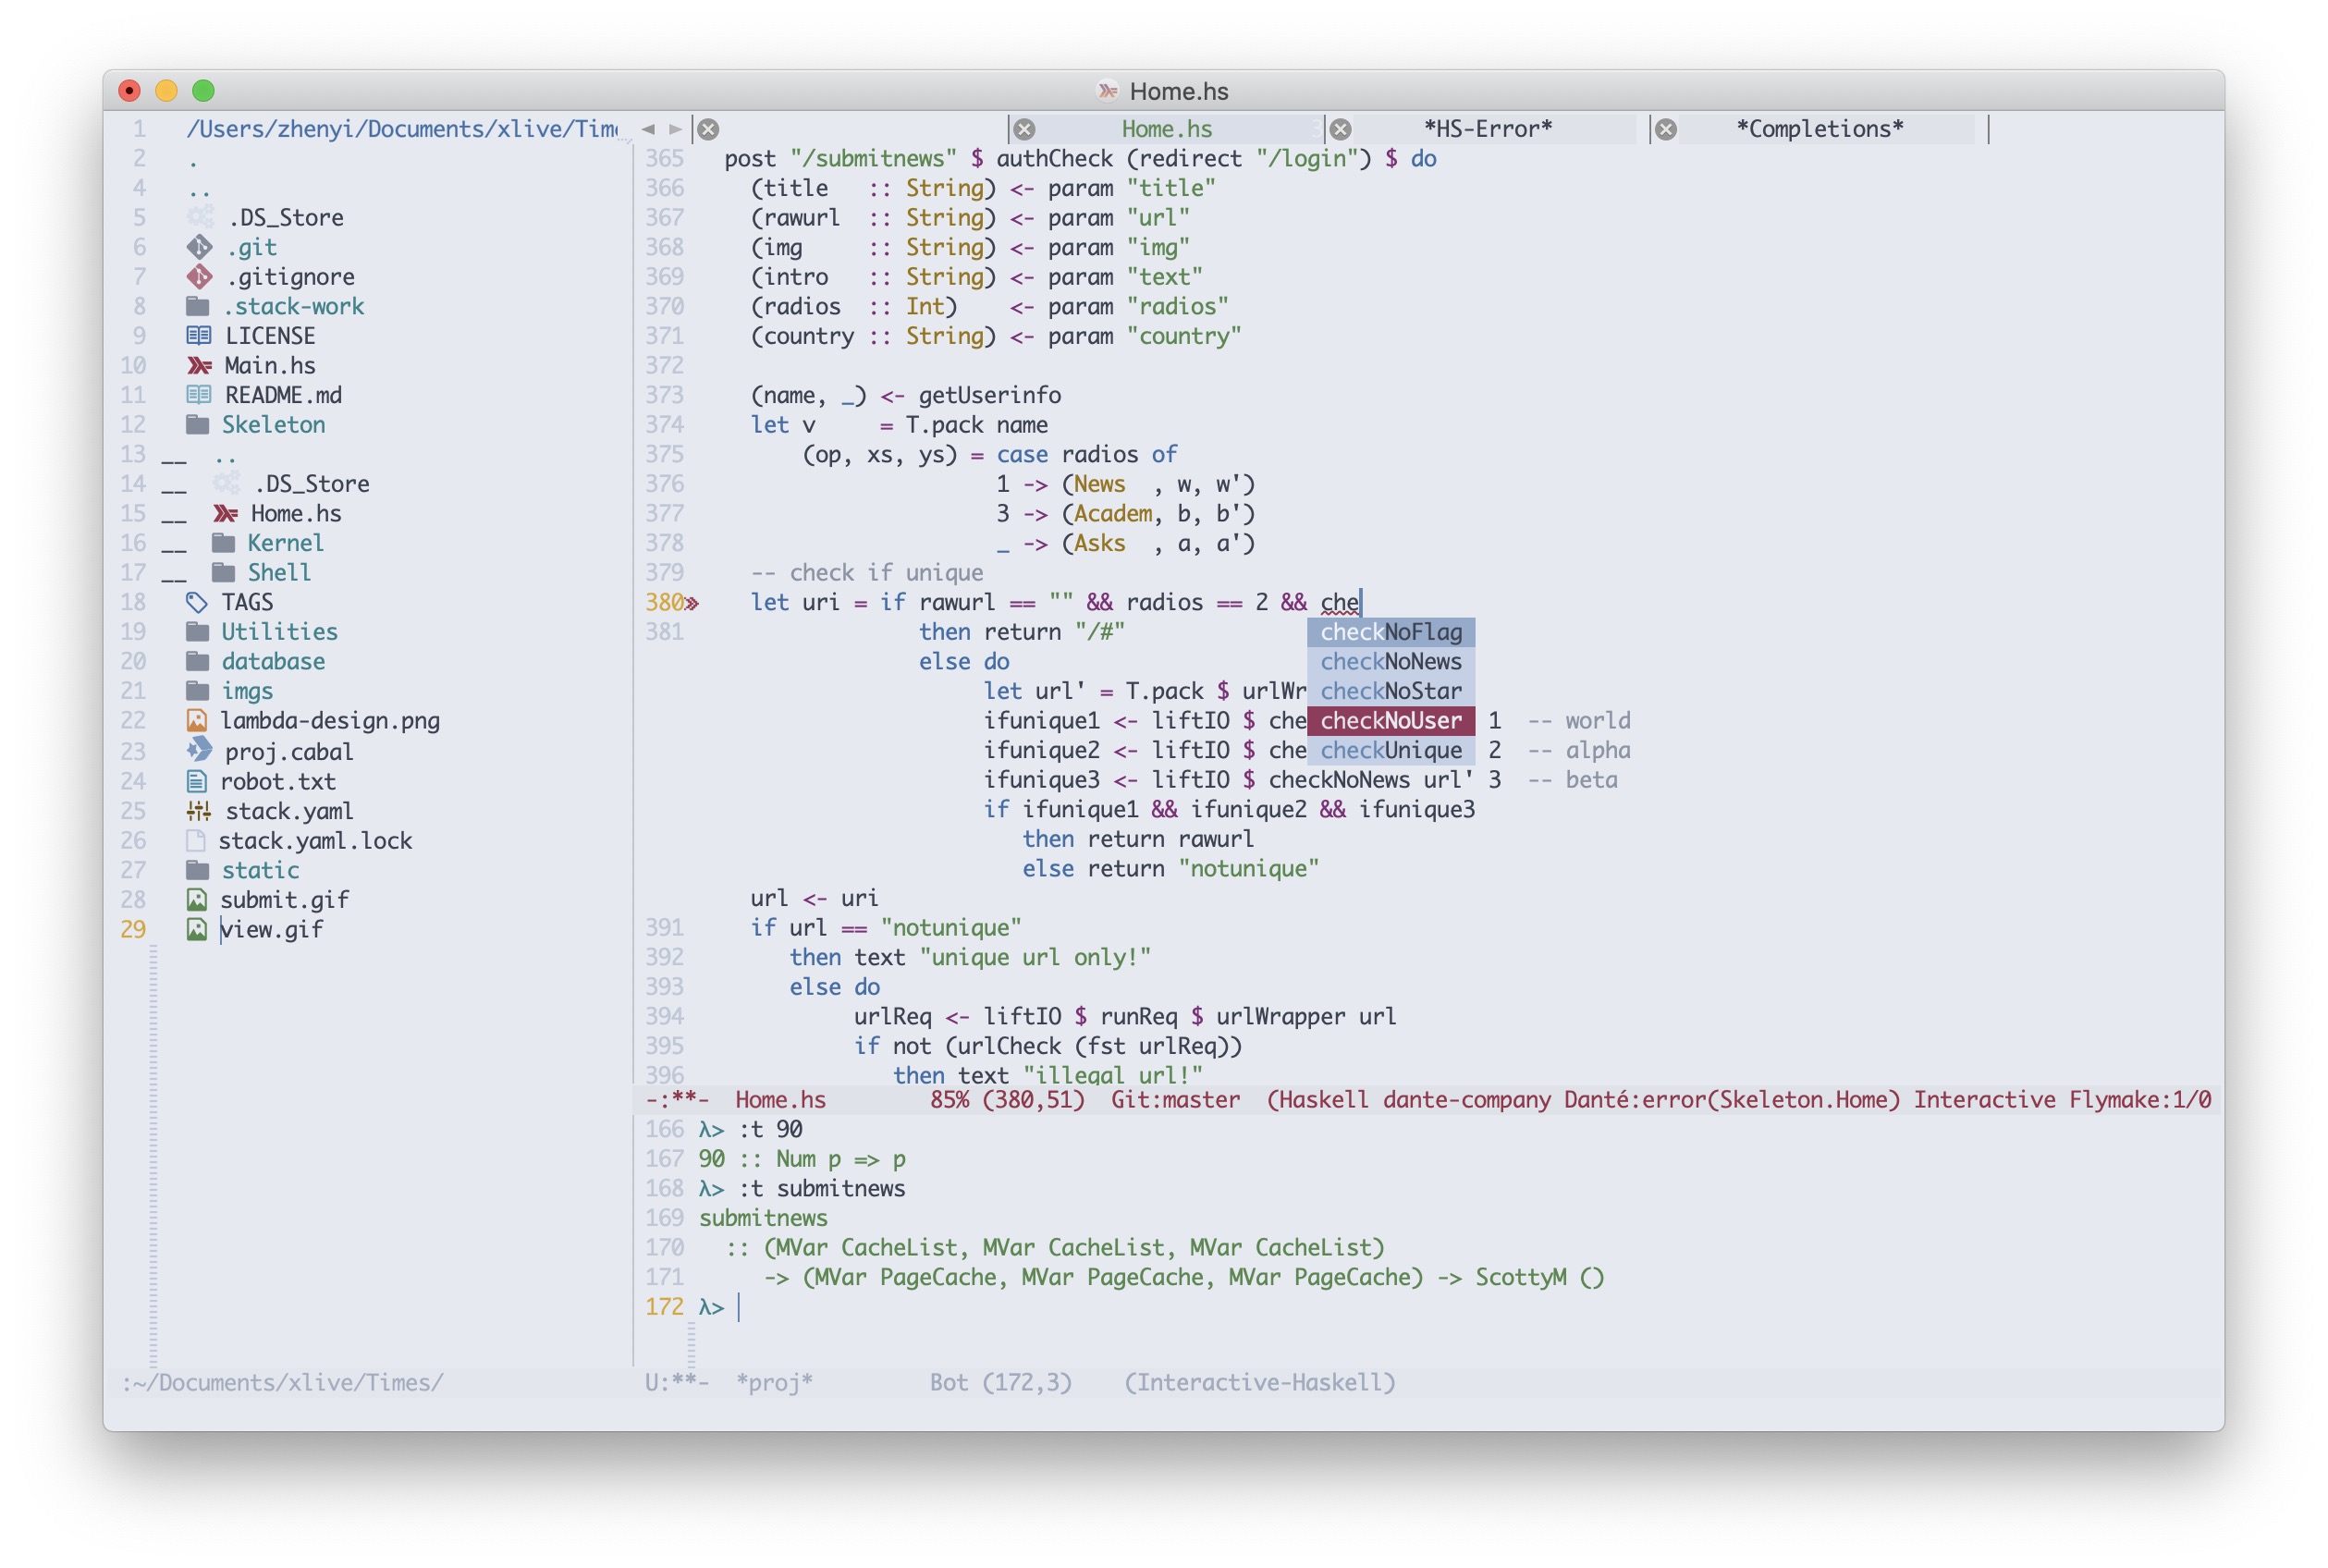 Home.hs
1 /Users/zhenyi/Documents/xlive/Tim
2 .
4 ..
5 .DS_Store
6 .git
7 .gitignore
8 .stack-work
9 LICENSE
10 Main.hs
11 README.md
12 Skeleton
13 __ ..
14 __ .DS_Store
15 __ Home.hs
16 __ Kernel
17 __ Shell
18 TAGS
19 Utilities
20 database
21 imgs
22 lambda-design.png
23 proj.cabal
24 robot.txt
25 stack.yaml
26 stack.yaml.lock
27 static
28 submit.gif
29 view.gif
:~/Documents/xlive/Times/
Home.hs *HS-Error* *Completions*
365 post "/submitnews" $ authCheck (redirect "/login") $ do
366 (title   :: String) <- param "title"
367 (rawurl  :: String) <- param "url"
368 (img     :: String) <- param "img"
369 (intro   :: String) <- param "text"
370 (radios  :: Int)    <- param "radios"
371 (country :: String) <- param "country"
372
373 (name, _) <- getUserinfo
374 let v     = T.pack name
375 (op, xs, ys) = case radios of
376 1 -> (News  , w, w')
377 3 -> (Academ, b, b')
378 _ -> (Asks  , a, a')
379 -- check if unique
380 let uri = if rawurl == "" && radios == 2 && che
381 then return "/#" checkNoFlag
else do checkNoNews
let url' = T.pack $ urlWr checkNoStar
ifunique1 <- liftIO $ che checkNoUser 1  -- world
ifunique2 <- liftIO $ che checkUnique 2  -- alpha
ifunique3 <- liftIO $ checkNoNews url' 3  -- beta
if ifunique1 && ifunique2 && ifunique3
then return rawurl
else return "notunique"
url <- uri
391 if url == "notunique"
392 then text "unique url only!"
393 else do
394 urlReq <- liftIO $ runReq $ urlWrapper url
395 if not (urlCheck (fst urlReq))
396 then text "illegal url!"
-:**-  Home.hs        85% (380,51)  Git:master  (Haskell dante-company Danté:error(Skeleton.Home) Interactive Flymake:1/0
166 λ> :t 90
167 90 :: Num p => p
168 λ> :t submitnews
169 submitnews
170 :: (MVar CacheList, MVar CacheList, MVar CacheList)
171 -> (MVar PageCache, MVar PageCache, MVar PageCache) -> ScottyM ()
172 λ>
U:**-  *proj*         Bot (172,3)    (Interactive-Haskell)